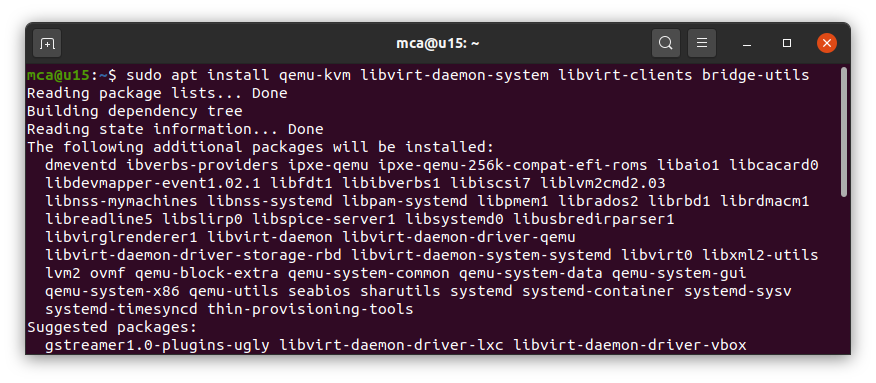 mca@u15: ~
mca@u15:~$ sudo apt install qemu-kvm libvirt-daemon-system libvirt-clients bridge-utils
Reading package lists... Done
Building dependency tree
Reading state information... Done
The following additional packages will be installed:
  dmeventd ibverbs-providers ipxe-qemu ipxe-qemu-256k-compat-efi-roms libaio1 libcacard0
  libdevmapper-event1.02.1 libfdt1 libibverbs1 libiscsi7 liblvm2cmd2.03
  libnss-mymachines libnss-systemd libpam-systemd libpmem1 librados2 librbd1 librdmacm1
  libreadline5 libslirp0 libspice-server1 libsystemd0 libusbredirparser1
  libvirglrenderer1 libvirt-daemon libvirt-daemon-driver-qemu
  libvirt-daemon-driver-storage-rbd libvirt-daemon-system-systemd libvirt0 libxml2-utils
  lvm2 ovmf qemu-block-extra qemu-system-common qemu-system-data qemu-system-gui
  qemu-system-x86 qemu-utils seabios sharutils systemd systemd-container systemd-sysv
  systemd-timesyncd thin-provisioning-tools
Suggested packages:
  gstreamer1.0-plugins-ugly libvirt-daemon-driver-lxc libvirt-daemon-driver-vbox